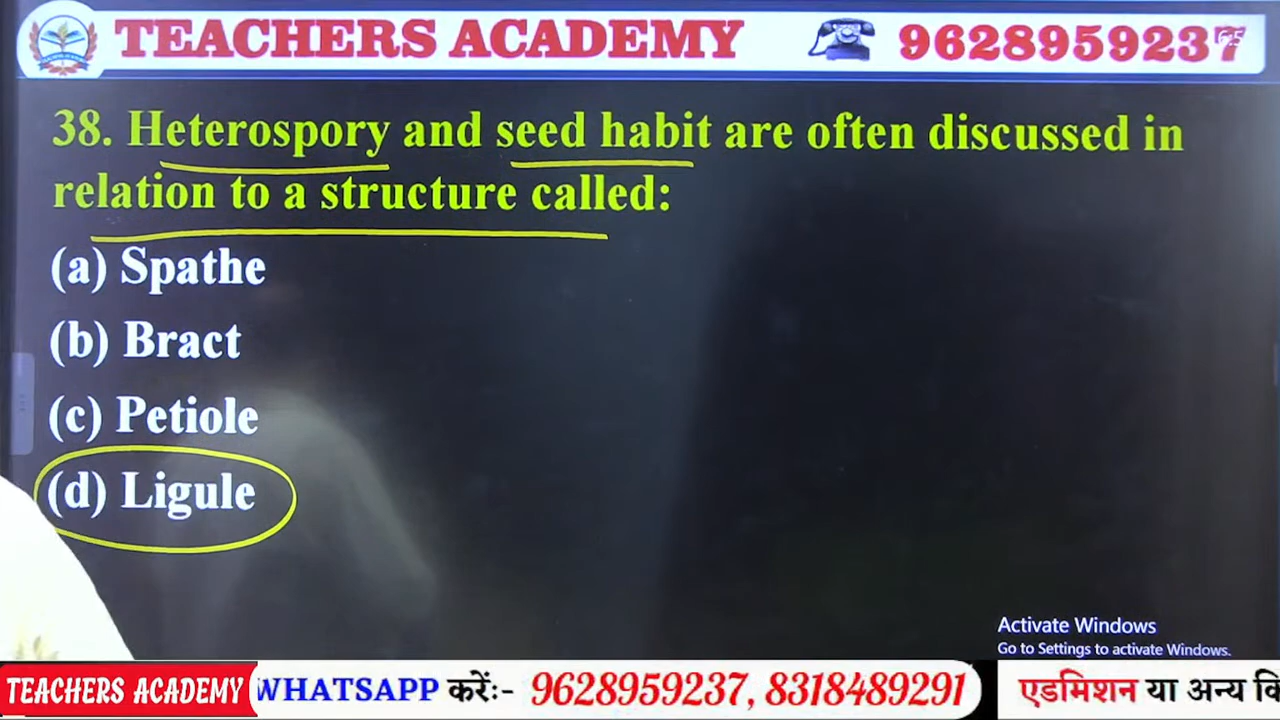 TEACHERS ACADEMY
9628959237
38. Heterospory and seed habit are often discussed in
relation to a structure called:
(a) Spathe
(b) Bract
(c) Petiole
(d) Ligule
Activate Windows
Go to Settings to activate Windows.
TEACHERS ACADEMY WHATSAPP करेंः- 9628959237, 8318489291 एडमिशन या अन्य